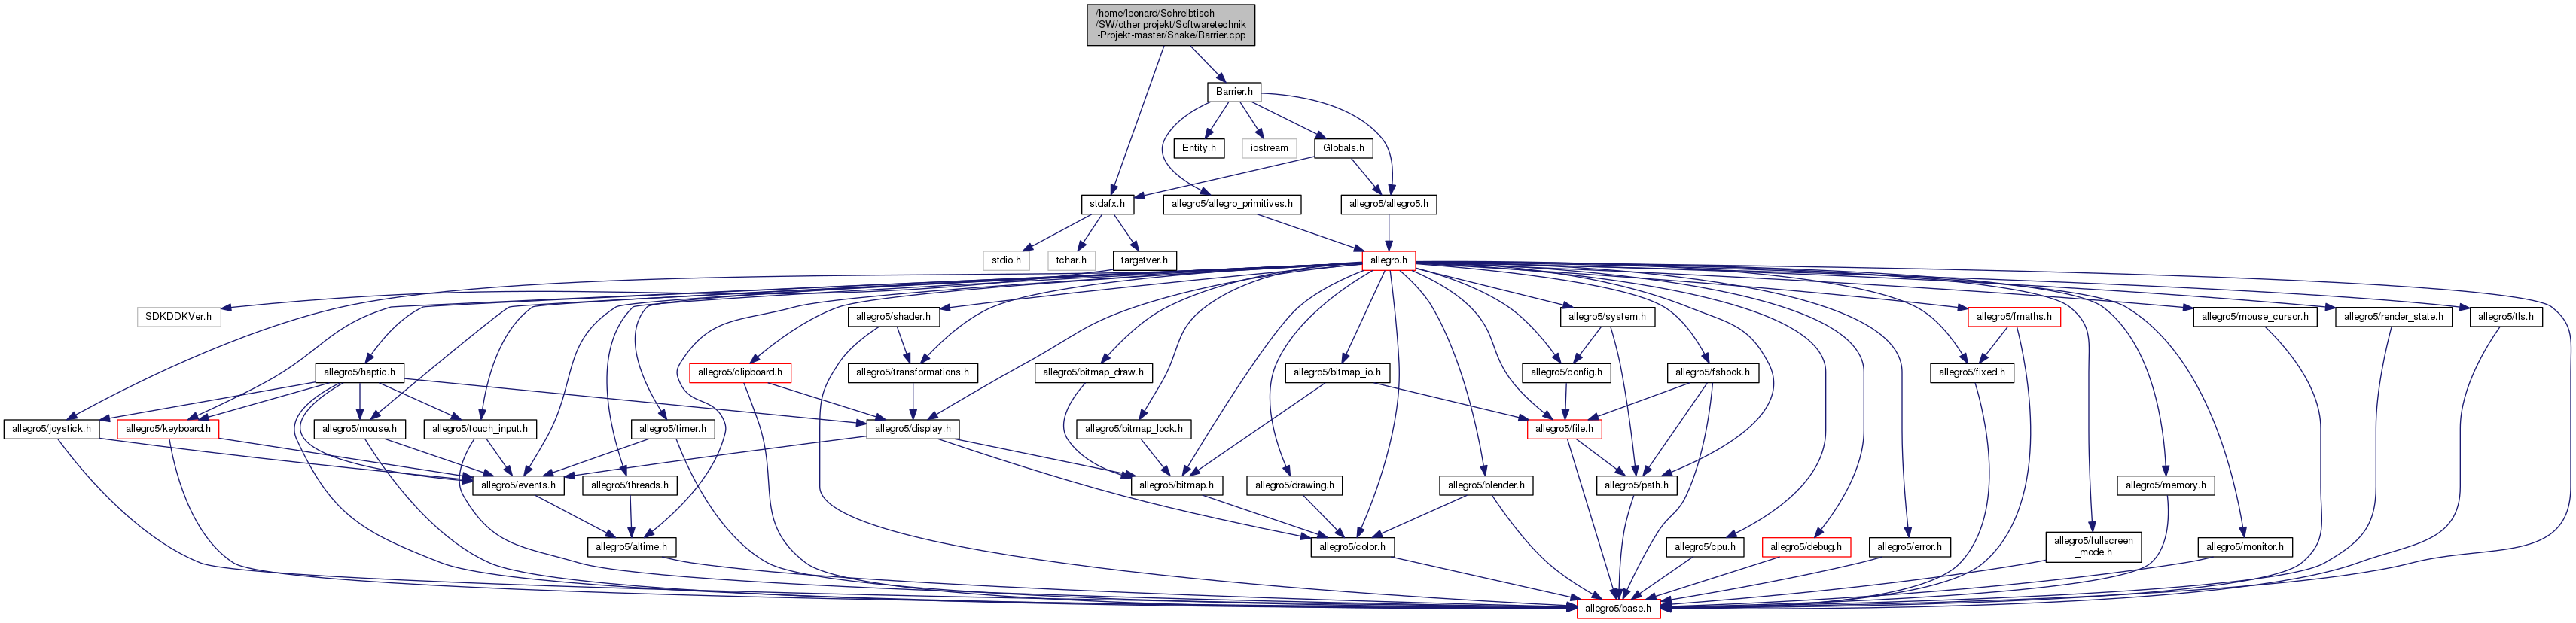 /home/leonard/Schreibtisch
/SW/other projekt/Softwaretechnik
-Projekt-master/Snake/Barrier.cpp
Barrier.h
Entity.h
iostream
Globals.h
stdafx.h
allegro5/allegro_primitives.h
allegro5/allegro5.h
stdio.h
tchar.h
targetver.h
allegro.h
SDKDDKVer.h
allegro5/shader.h
allegro5/system.h
allegro5/fmaths.h
allegro5/mouse_cursor.h
allegro5/render_state.h
allegro5/tls.h
allegro5/haptic.h
allegro5/clipboard.h
allegro5/transformations.h
allegro5/bitmap_draw.h
allegro5/bitmap_io.h
allegro5/config.h
allegro5/fshook.h
allegro5/fixed.h
allegro5/joystick.h
allegro5/keyboard.h
allegro5/mouse.h
allegro5/touch_input.h
allegro5/timer.h
allegro5/display.h
allegro5/bitmap_lock.h
allegro5/file.h
allegro5/events.h
allegro5/threads.h
allegro5/bitmap.h
allegro5/drawing.h
allegro5/blender.h
allegro5/path.h
allegro5/memory.h
allegro5/altime.h
allegro5/color.h
allegro5/cpu.h
allegro5/debug.h
allegro5/error.h
allegro5/fullscreen
_mode.h
allegro5/monitor.h
allegro5/base.h